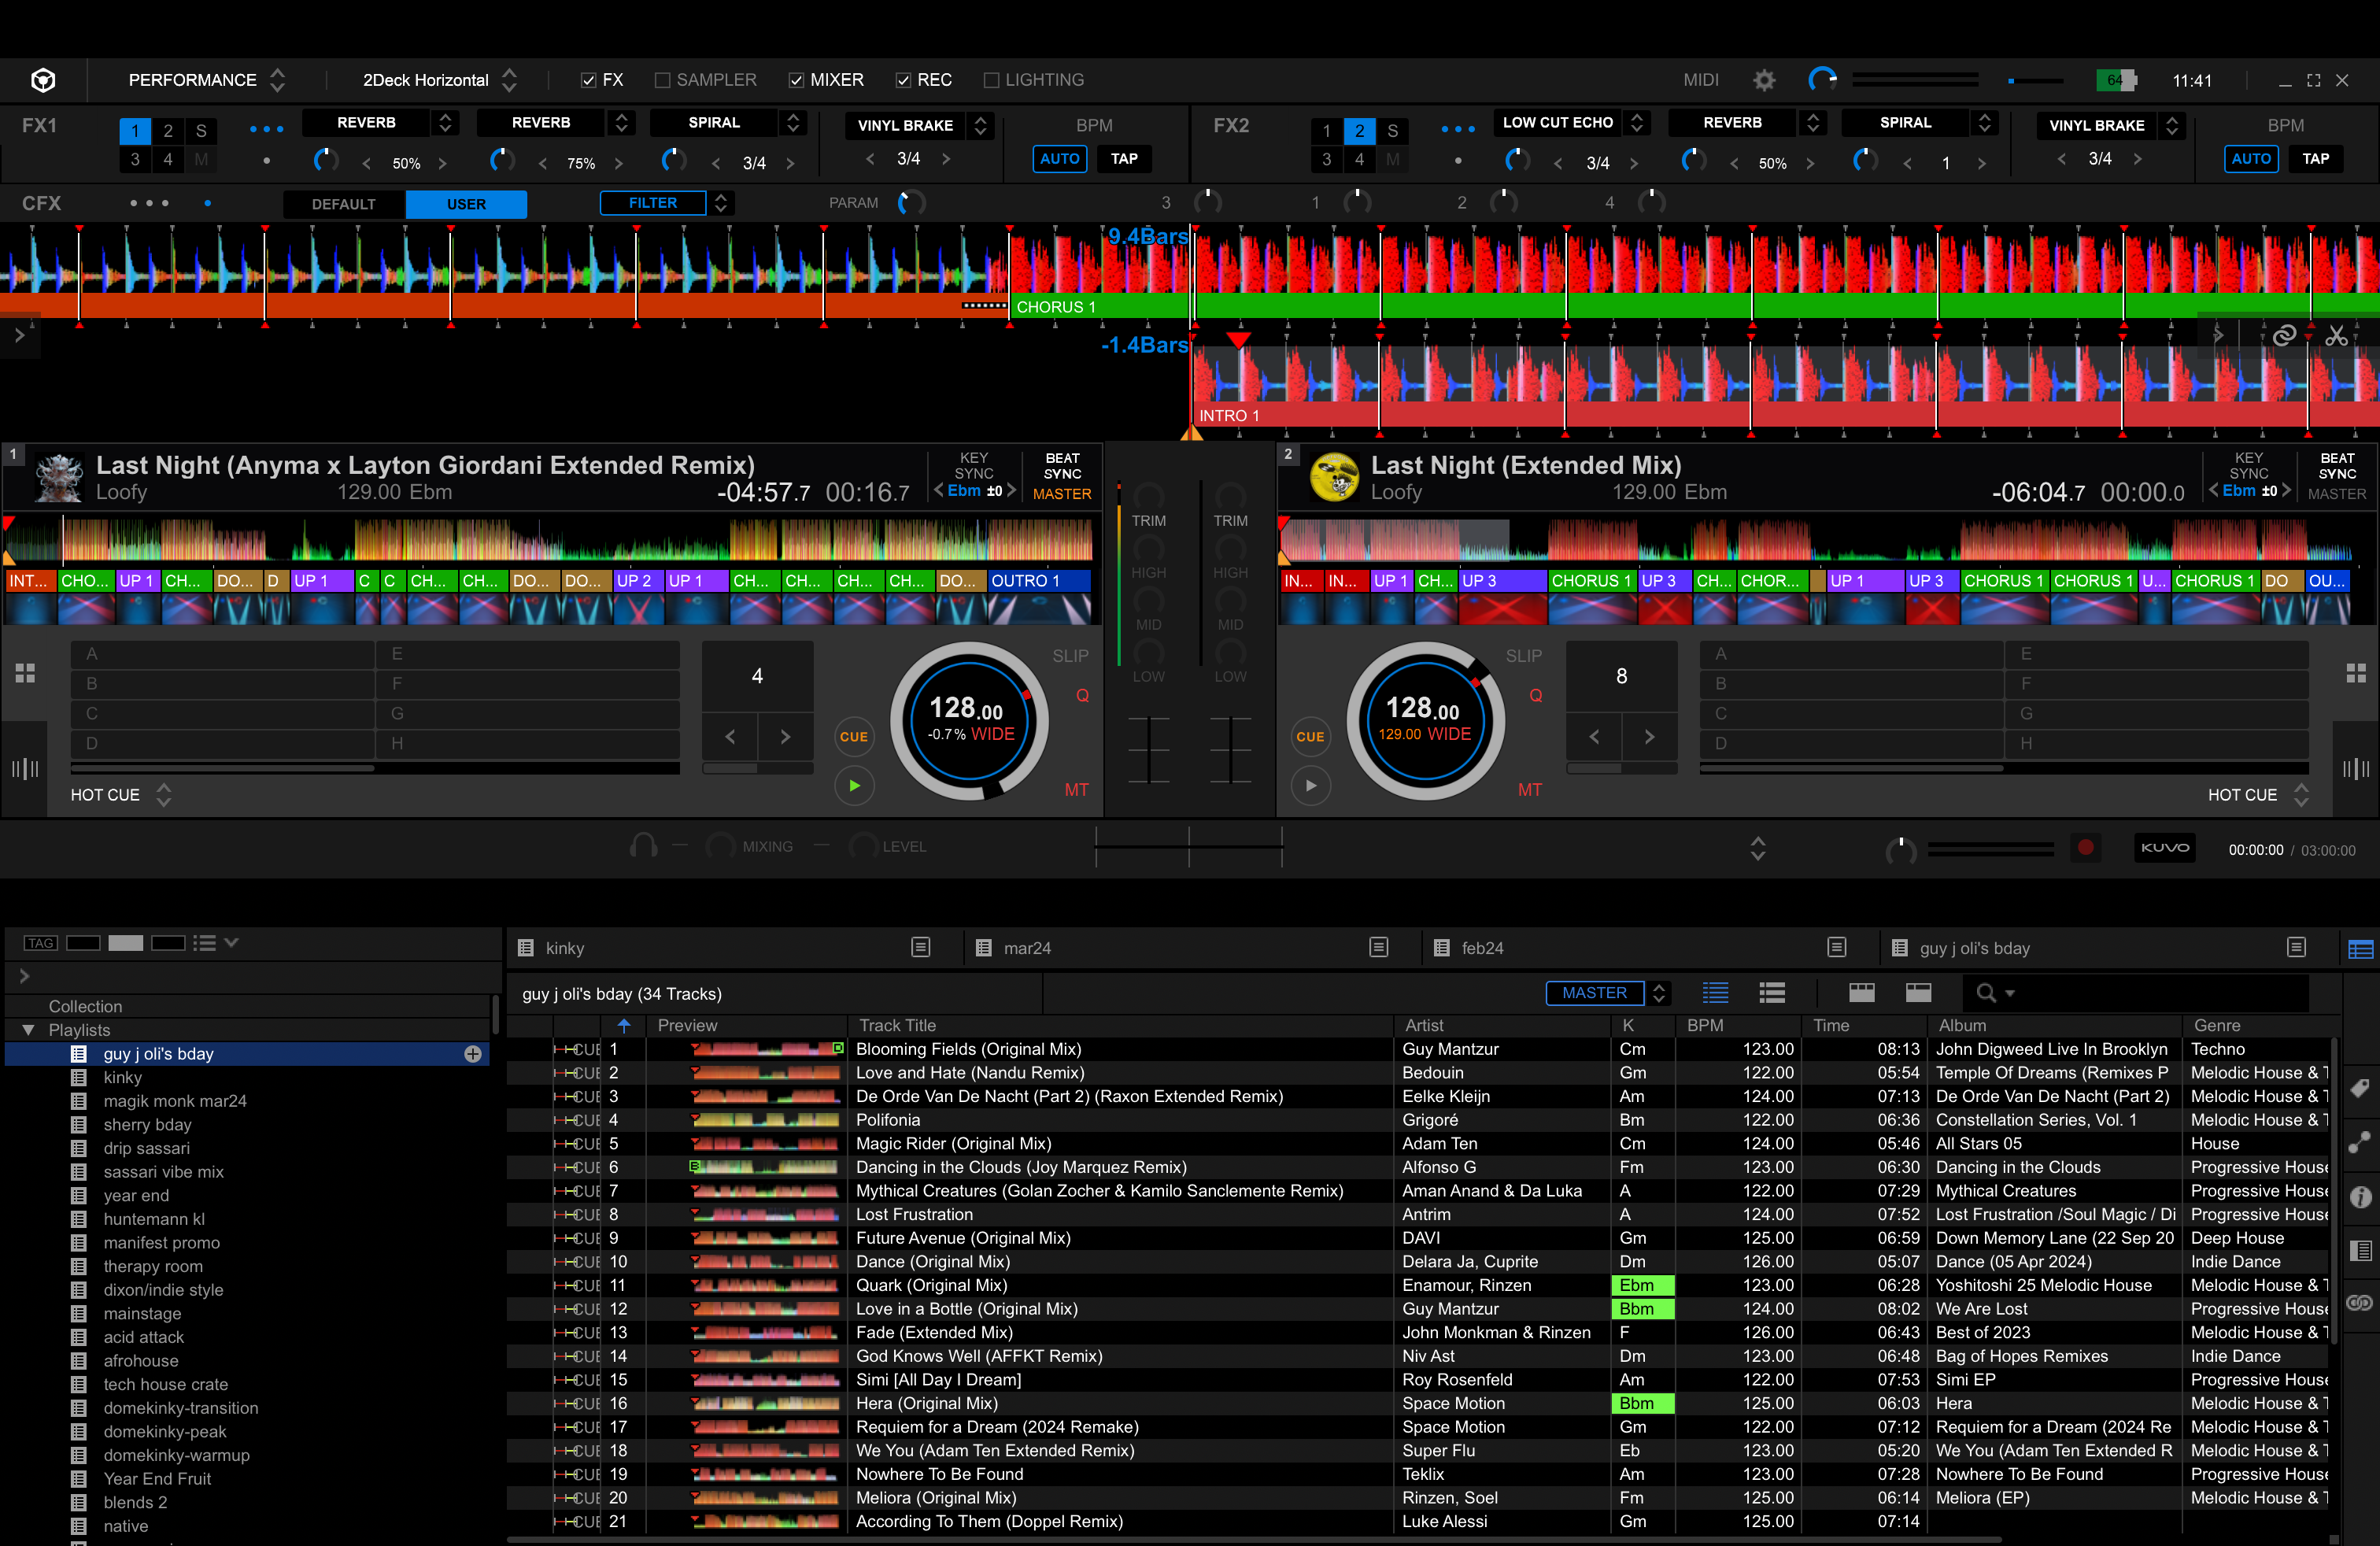 PERFORMANCE 2Deck Horizontal FX SAMPLER MIXER REC LIGHTING MIDI 64 11:41
FX1 1 2 S REVERB REVERB SPIRAL VINYL BRAKE BPM FX2 1 2 S LOW CUT ECHO REVERB SPIRAL VINYL BRAKE BPM
3 4 M 50% 75% 3/4 3/4 AUTO TAP 3 4 M 3/4 50% 1 3/4 AUTO TAP
CFX DEFAULT USER FILTER PARAM 3 1 2 4
9.4Bars
CHORUS 1
-1.4Bars
INTRO 1
1 Last Night (Anyma x Layton Giordani Extended Remix) KEY SYNC BEAT SYNC
Loofy 129.00 Ebm -04:57.7 00:16.7 Ebm ±0 MASTER
2 Last Night (Extended Mix) KEY SYNC BEAT SYNC
Loofy 129.00 Ebm -06:04.7 00:00.0 Ebm ±0 MASTER
INT... CHO... UP 1 CH... DO... D UP 1 C C CH... CH... DO... DO... UP 2 UP 1 CH... CH... CH... CH... DO... OUTRO 1
IN... IN... UP 1 CH... UP 3 CHORUS 1 UP 3 CH... CHOR... UP 1 UP 3 CHORUS 1 CHORUS 1 U... CHORUS 1 DO OU...
TRIM TRIM
HIGH HIGH
MID MID
LOW LOW
A E 4 SLIP
B F
C G 128.00 Q
D H CUE -0.7% WIDE
HOT CUE MT
SLIP 8 A E
B F
128.00 Q C G
CUE 129.00 WIDE D H
MT HOT CUE
MIXING LEVEL KUVO 00:00:00 / 03:00:00
TAG
kinky mar24 feb24 guy j oli's bday
Collection
Playlists
guy j oli's bday
kinky
magik monk mar24
sherry bday
drip sassari
sassari vibe mix
year end
huntemann kl
manifest promo
therapy room
dixon/indie style
mainstage
acid attack
afrohouse
tech house crate
domekinky-transition
domekinky-peak
domekinky-warmup
Year End Fruit
blends 2
native
guy j oli's bday (34 Tracks) MASTER
Preview Track Title Artist K BPM Time Album Genre
CUE 1 Blooming Fields (Original Mix) Guy Mantzur Cm 123.00 08:13 John Digweed Live In Brooklyn Techno
CUE 2 Love and Hate (Nandu Remix) Bedouin Gm 122.00 05:54 Temple Of Dreams (Remixes P Melodic House & T
CUE 3 De Orde Van De Nacht (Part 2) (Raxon Extended Remix) Eelke Kleijn Am 124.00 07:13 De Orde Van De Nacht (Part 2) Melodic House & T
CUE 4 Polifonia Grigoré Bm 122.00 06:36 Constellation Series, Vol. 1 Melodic House & T
CUE 5 Magic Rider (Original Mix) Adam Ten Cm 124.00 05:46 All Stars 05 House
CUE 6 Dancing in the Clouds (Joy Marquez Remix) Alfonso G Fm 123.00 06:30 Dancing in the Clouds Progressive House
CUE 7 Mythical Creatures (Golan Zocher & Kamilo Sanclemente Remix) Aman Anand & Da Luka A 122.00 07:29 Mythical Creatures Progressive House
CUE 8 Lost Frustration Antrim A 124.00 07:52 Lost Frustration /Soul Magic / Di Progressive House
CUE 9 Future Avenue (Original Mix) DAVI Gm 125.00 06:59 Down Memory Lane (22 Sep 20 Deep House
CUE 10 Dance (Original Mix) Delara Ja, Cuprite Dm 126.00 05:07 Dance (05 Apr 2024) Indie Dance
CUE 11 Quark (Original Mix) Enamour, Rinzen Ebm 123.00 06:28 Yoshitoshi 25 Melodic House Melodic House & T
CUE 12 Love in a Bottle (Original Mix) Guy Mantzur Bbm 124.00 08:02 We Are Lost Progressive House
CUE 13 Fade (Extended Mix) John Monkman & Rinzen F 126.00 06:43 Best of 2023 Melodic House & T
CUE 14 God Knows Well (AFFKT Remix) Niv Ast Dm 123.00 06:48 Bag of Hopes Remixes Indie Dance
CUE 15 Simi [All Day I Dream] Roy Rosenfeld Am 122.00 07:53 Simi EP Progressive House
CUE 16 Hera (Original Mix) Space Motion Bbm 125.00 06:03 Hera Melodic House & T
CUE 17 Requiem for a Dream (2024 Remake) Space Motion Gm 122.00 07:12 Requiem for a Dream (2024 Re Melodic House & T
CUE 18 We You (Adam Ten Extended Remix) Super Flu Eb 123.00 05:20 We You (Adam Ten Extended R Melodic House & T
CUE 19 Nowhere To Be Found Teklix Am 123.00 07:28 Nowhere To Be Found Progressive House
CUE 20 Meliora (Original Mix) Rinzen, Soel Fm 125.00 06:14 Meliora (EP) Melodic House & T
CUE 21 According To Them (Doppel Remix) Luke Alessi Gm 125.00 07:14